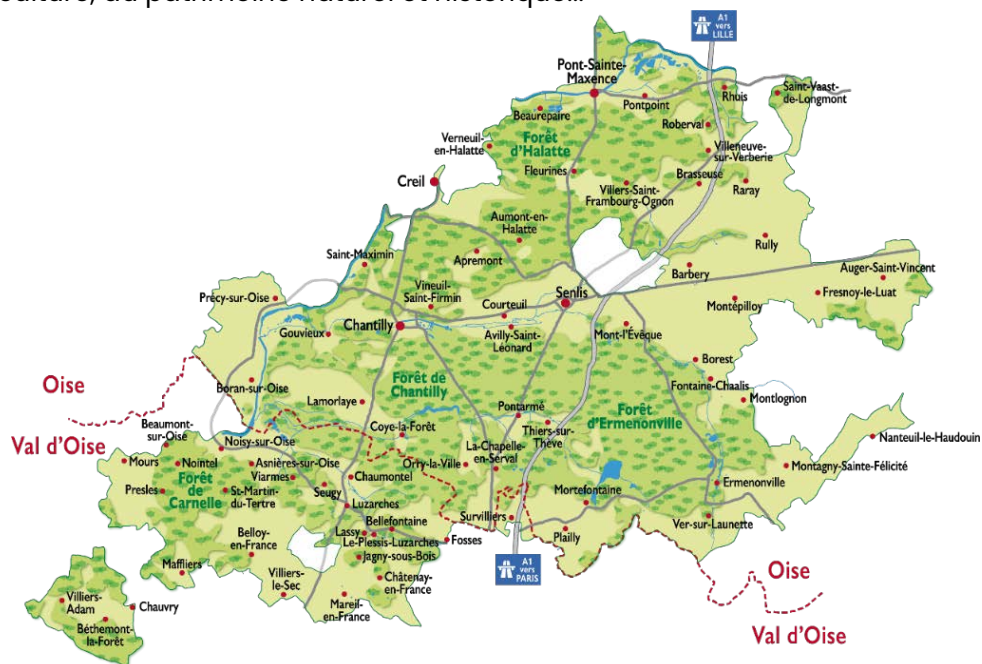 culture, du patrimoine naturel et historique...
A1
vers
LILLE
Pont-Sainte-
Maxence
Saint-Vaast-
de-Longmont
Rhuis
Pontpoint
Beaurepaire
Roberval
Forêt
d'Halatte
Verneuil
en-Halatte
Villeneuve-
sur-Verberie
Fleurines
Brasseuse
Creil
Villers-Saint-
Frambourg-Ognon
Raray
Aumont-en-
Halatte
Rully
Saint-Maximin
Apremont
Barbery
Auger-Saint-Vincent
Précy-sur-Oise
Vineuil-
Saint-Firmin
Courteuil
Senlis
Fresnoy-le-Luat
Montépilloy
Gouvieux
Chantilly
Avilly-Saint-
Léonard
Mont-l'Évêque
Borest
Oise
Boran-sur-Oise
Forêt de
Chantilly
Fontaine-Chaalis
Lamorlaye
Montlognon
Val d'Oise
Beaumont-
sur-Oise
Pontarmé
Forêt
d'Ermenonville
Coye-la-Forêt
Thiers-sur-
Thève
Noisy-sur-Oise
La-Chapelle-
en-Serval
Nanteuil-le-Haudouin
Mours
Nointel
Asnières-sur-Oise
Orry-la-Ville
Montagny-Sainte-Félicité
Forêt
de
Carnelle
Viarmes
Chaumontel
Ermenonville
Presles
St-Martin-
du-Tertre
Seugy
Mortefontaine
Luzarches
Survilliers
Bellefontaine
Ver-sur-Launette
Belloy-
en-France
Lassy
Le-Plessis-Luzarches
Fosses
Plailly
Jagny-sous-Bois
Maffliers
Villiers-
le-Sec
Châtenay-
en-France
A1
vers
PARIS
Oise
Villiers-
Adam
Chauvry
Mareil-
en-France
Béthemont-
la-Forêt
Val d'Oise